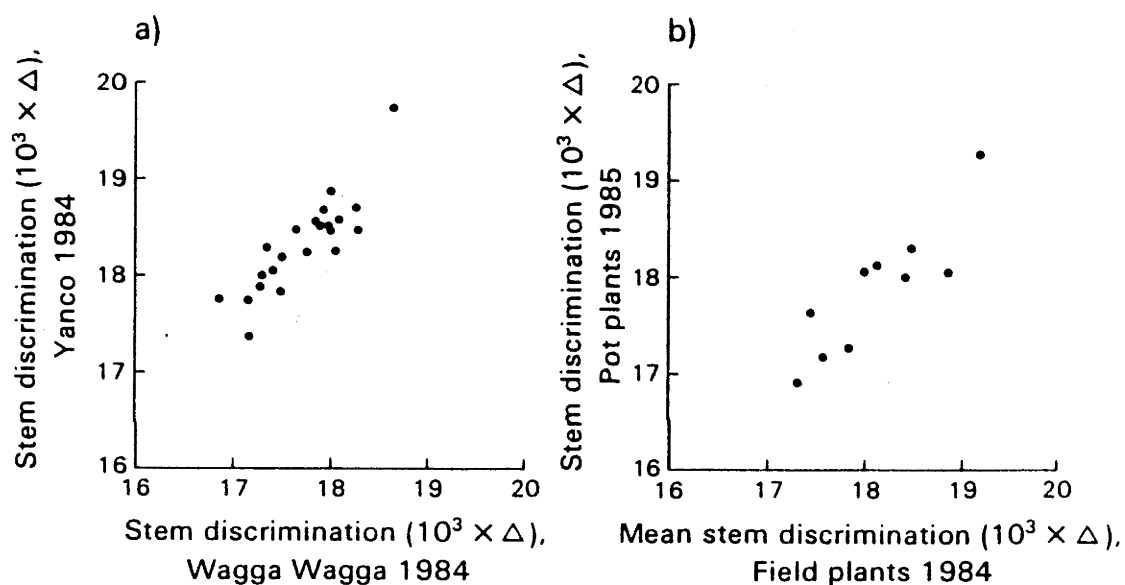 a)
Stem discrimination (10³ × △),
Yanco 1984
20
19
18
17
16
16 17 18 19 20
Stem discrimination (10³ × △),
Wagga Wagga 1984
b)
Stem discrimination (10³ × △),
Pot plants 1985
20
19
18
17
16
16 17 18 19 20
Mean stem discrimination (10³ × △),
Field plants 1984